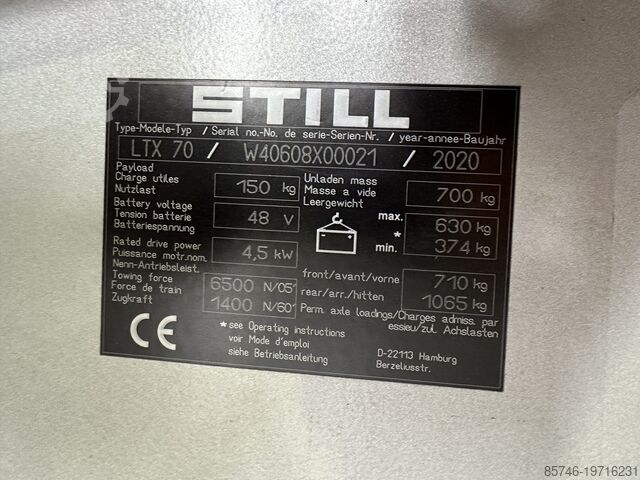 STILL
Type-Modele-Typ / Serial no.-No. de serie-Serien-Nr. / year-annee-Baujahr
LTX 70 / W40608X00021 / 2020
Payload
Charge utiles
Nutzlast
150 kg
Unladen mass
Masse a vide
Leergewicht
700 kg
Battery voltage
Tension batterie
Batteriespannung
48 V
max. 630 kg
*
min. 374 kg
Rated drive power
Puissance motr.nom.
Nenn-Antriebsleist.
4,5 kW
front/avant/vorne 710 kg
rear/arr./hitten 1065 kg
Towing force
Force de train
Zugkraft
6500 N/05'
1400 N/60'
Perm. axle loadings/Charges admiss. par
essieu/zul. Achslasten
*see Operating instructions
voir Mode d'emploi
siehe Betriebsanleitung
CE
D-22113 Hamburg
Berzeliusstr.
85746-19716231